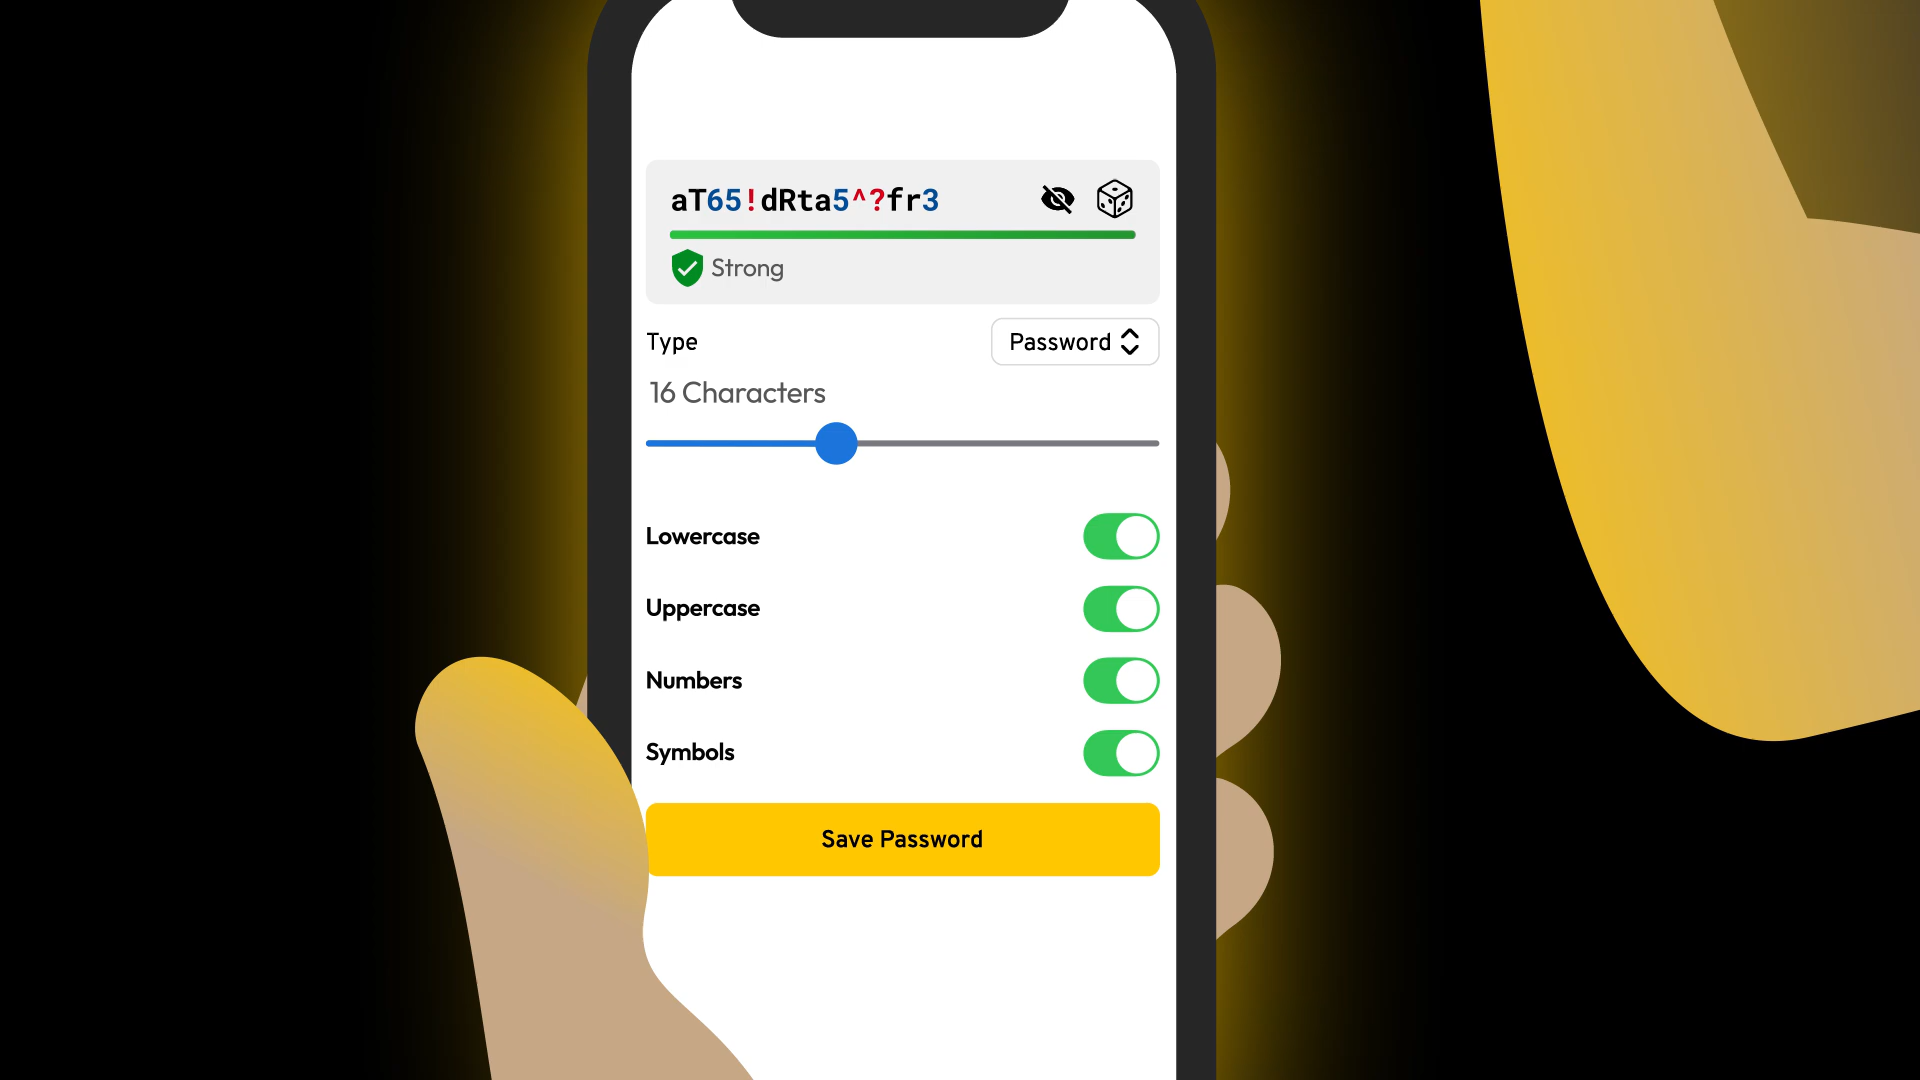 aT65!dRta5^?fr3
Strong
Type
Password
16 Characters
Lowercase
Uppercase
Numbers
Symbols
Save Password